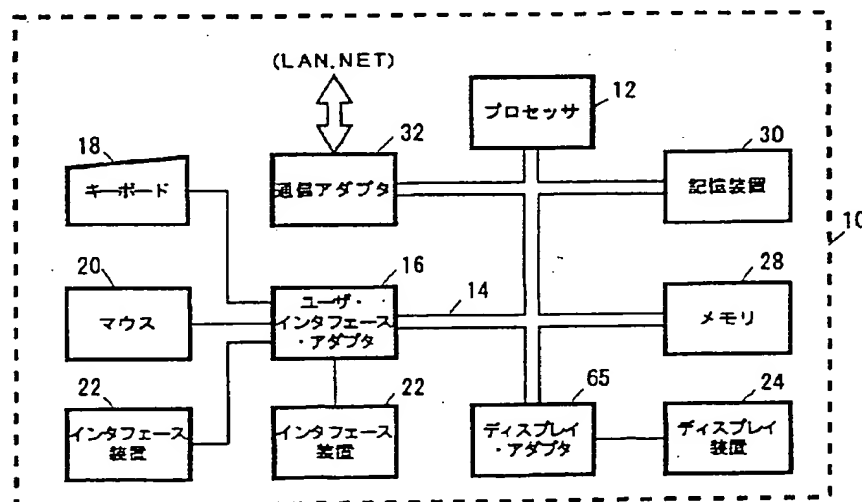 (LAN,NET)
プロセッサ
12
18
キーボード
32
通信アダプタ
30
記憶装置
10
20
マウス
16
ユーザ・
インタフェース
・アダプタ
14
28
メモリ
22
インタフェース
装置
22
インタフェース
装置
65
ディスプレイ
・アダプタ
24
ディスプレイ
装置